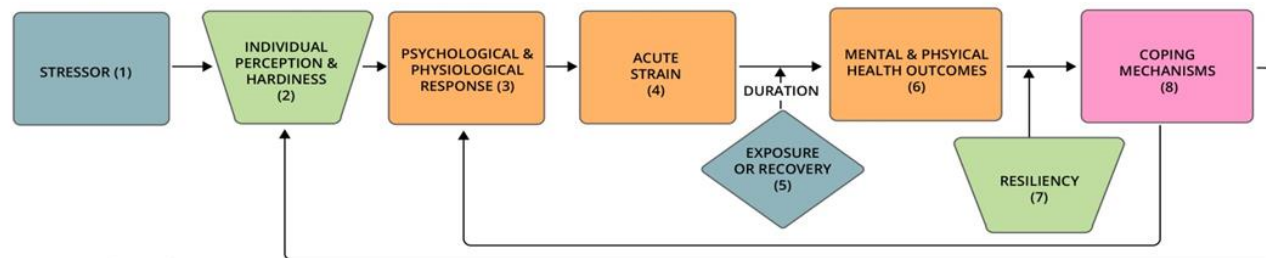 STRESSOR (1)
INDIVIDUAL
PERCEPTION &
HARDINESS
(2)
PSYCHOLOGICAL &
PHYSIOLOGICAL
RESPONSE (3)
ACUTE
STRAIN
(4)
DURATION
EXPOSURE
OR RECOVERY
(5)
MENTAL & PHSYICAL
HEALTH OUTCOMES
(6)
RESILIENCY
(7)
COPING
MECHANISMS
(8)